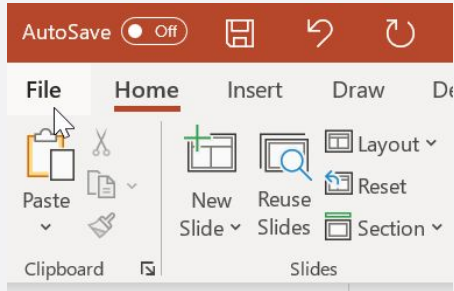 AutoSave Off
File Home Insert Draw
Paste
New Slide
Reuse Slides
Layout
Reset
Section
Clipboard
Slides